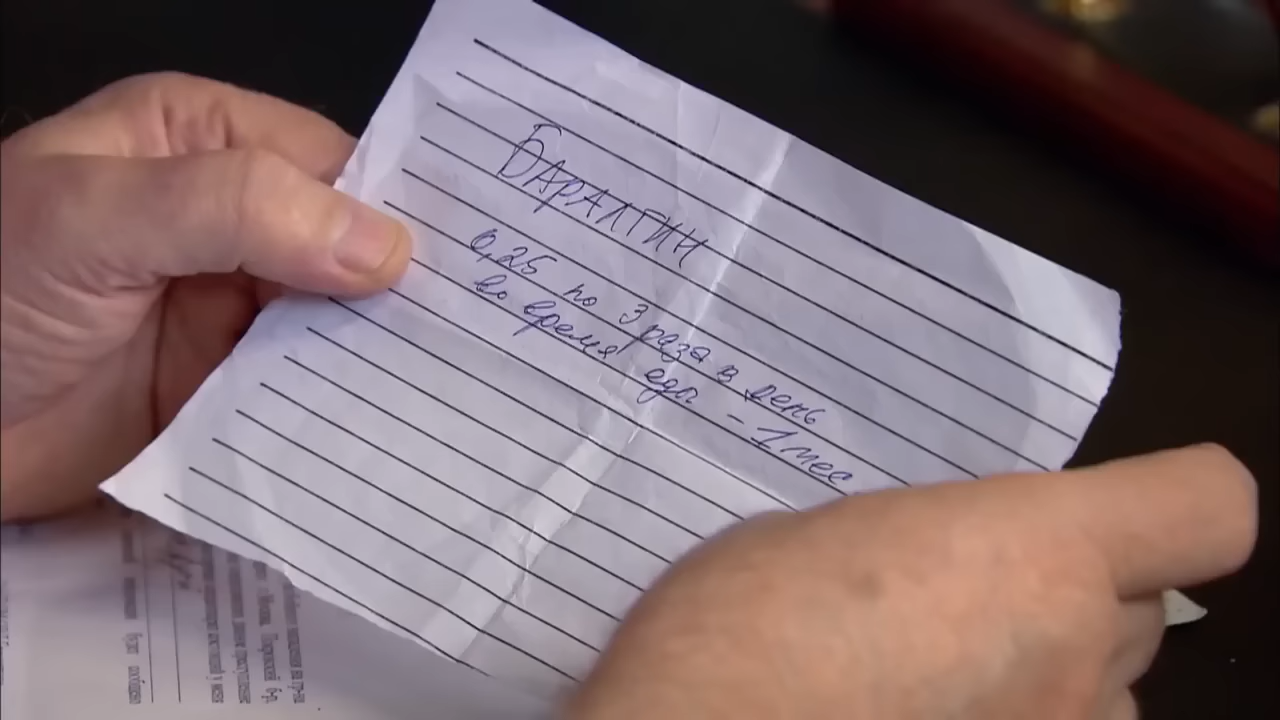 БАРАЛГИН
0,25 по 3 раза в день
во время еды – 1 мес